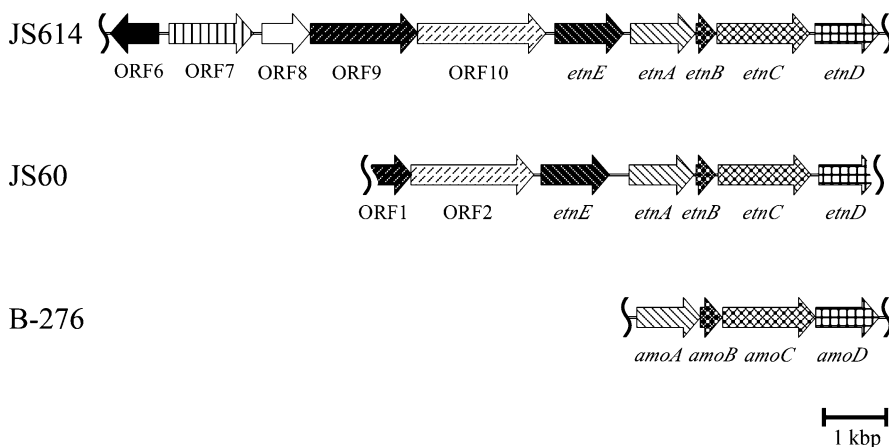 JS614
ORF6 ORF7 ORF8 ORF9 ORF10 etnE etnA etnB etnC etnD
JS60
ORF1 ORF2 etnE etnA etnB etnC etnD
B-276
amoA amoB amoC amoD
1 kbp